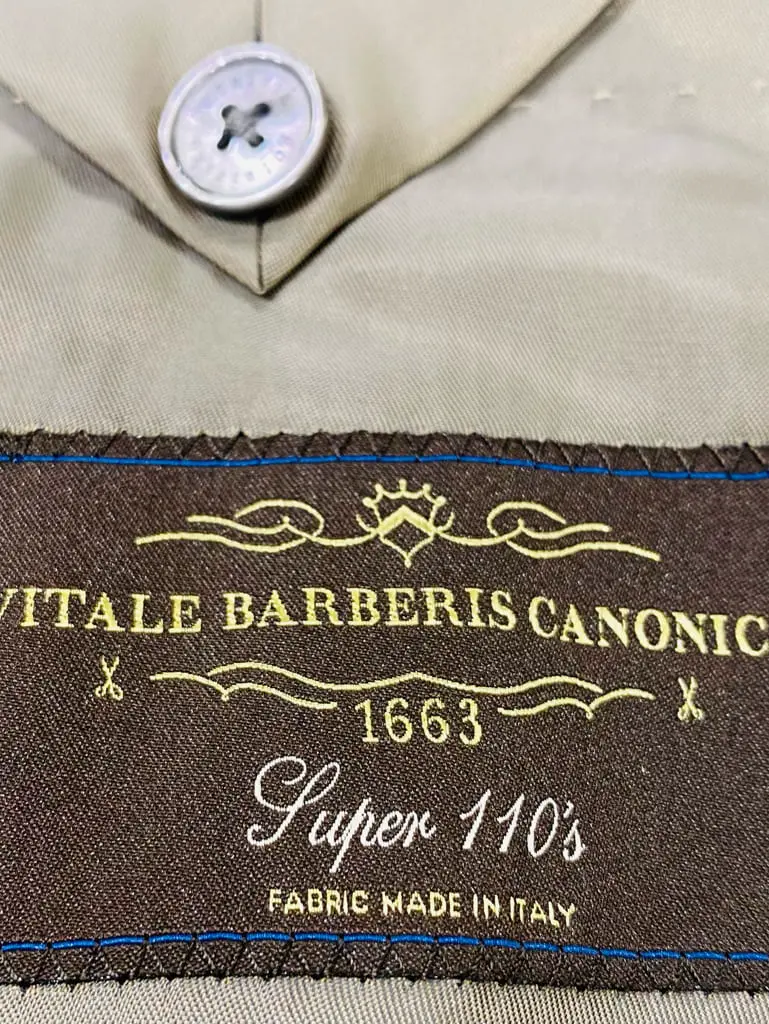 VITALE BARBERIS CANONIC
1663
Super 110's
FABRIC MADE IN ITALY